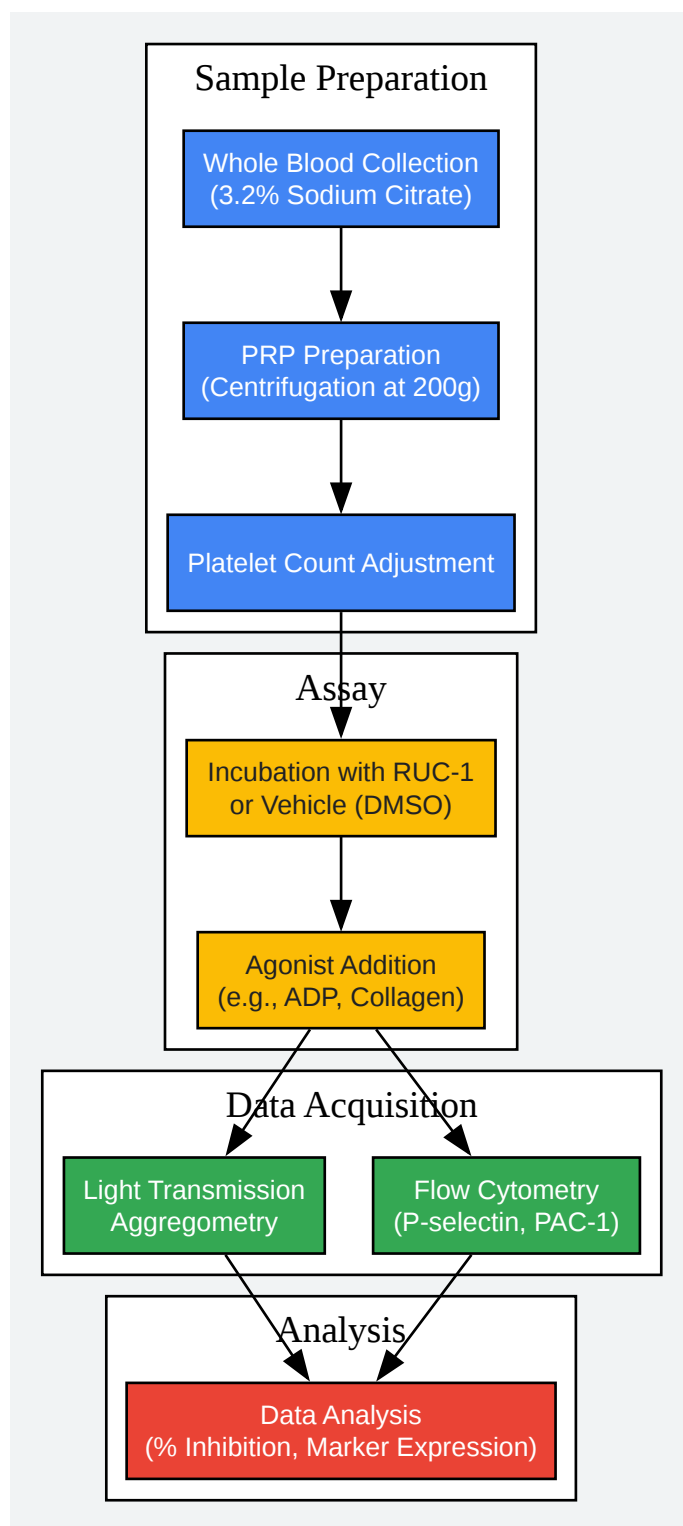 Sample Preparation
Whole Blood Collection
(3.2% Sodium Citrate)
PRP Preparation
(Centrifugation at 200g)
Platelet Count Adjustment
Assay
Incubation with RUC-1
or Vehicle (DMSO)
Agonist Addition
(e.g., ADP, Collagen)
Data Acquisition
Light Transmission
Aggregometry
Flow Cytometry
(P-selectin, PAC-1)
Analysis
Data Analysis
(% Inhibition, Marker Expression)